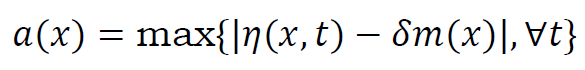 a(x) = max{|η(x, t) − δm(x)|, ∀t}